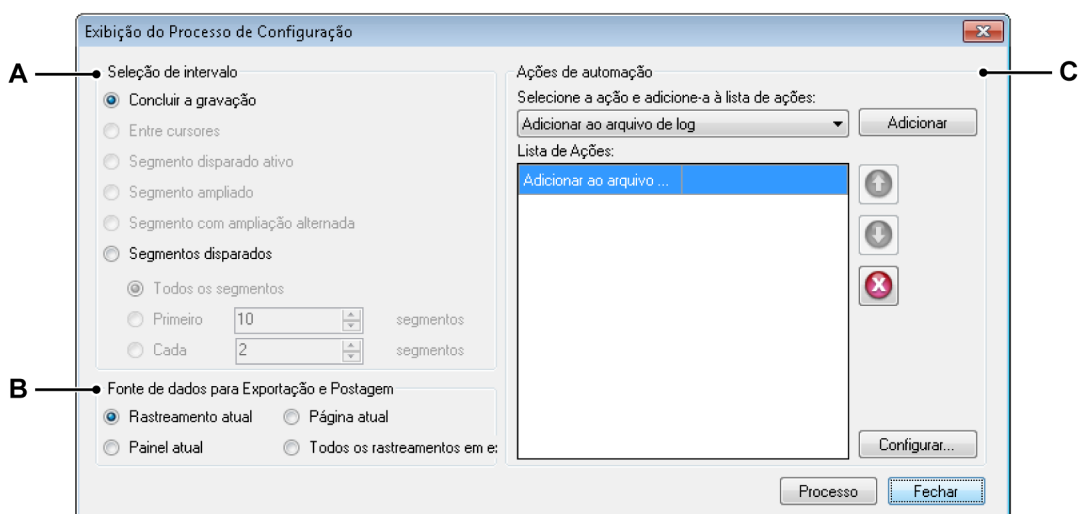 Exibição do Processo de Configuração
A
Seleção de intervalo
Concluir a gravação
Entre cursores
Segmento disparado ativo
Segmento ampliado
Segmento com ampliação alternada
Segmentos disparados
Todos os segmentos
Primeiro 10 segmentos
Cada 2 segmentos
B
Fonte de dados para Exportação e Postagem
Rastreamento atual Página atual
Painel atual Todos os rastreamentos em e:
C
Ações de automação
Selecione a ação e adicione-a à lista de ações:
Adicionar ao arquivo de log Adicionar
Lista de Ações:
Adicionar ao arquivo ...
Configurar...
Processo Fechar